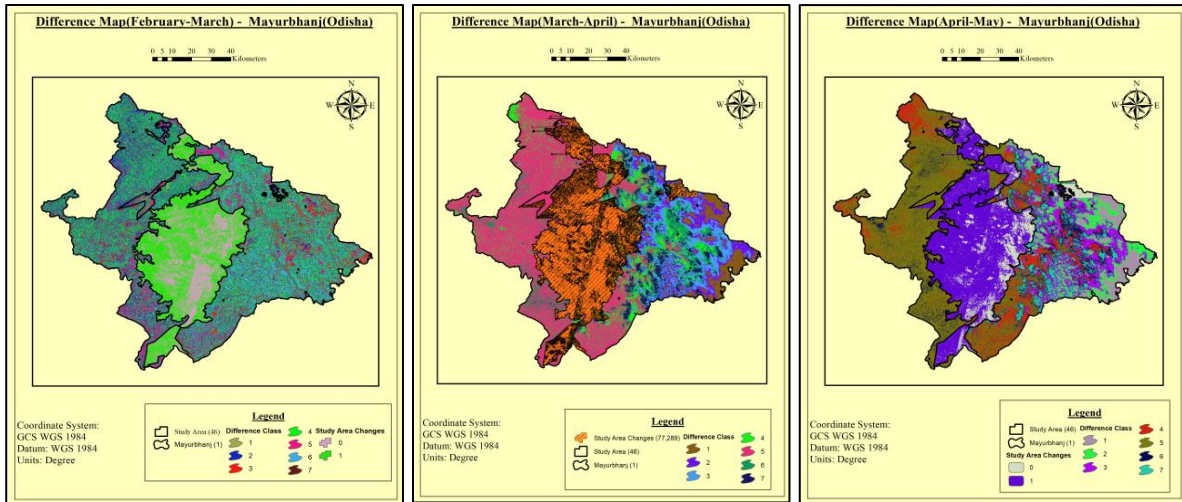 Difference Map(February-March) - Mayurbhanj(Odisha)
0 5 10 20 30 40
Kilometers
N
W E
S
Coordinate System:
GCS WGS 1984
Datum: WGS 1984
Units: Degree
Legend
Study Area (46)
Mayurbhanj (1)
Difference Class
1
2
3
4
5
6
7
Study Area Changes
0
1
Difference Map(March-April) - Mayurbhanj(Odisha)
0 5 10 20 30 40
Kilometers
N
W E
S
Coordinate System:
GCS WGS 1984
Datum: WGS 1984
Units: Degree
Legend
Study Area Changes (77,289)
Study Area (46)
Mayurbhanj (1)
Difference Class
1
2
3
4
5
6
7
Difference Map(April-May) - Mayurbhanj(Odisha)
0 5 10 20 30 40
Kilometers
N
W E
S
Coordinate System:
GCS WGS 1984
Datum: WGS 1984
Units: Degree
Legend
Study Area (46)
Mayurbhanj (1)
Study Area Changes
0
1
Difference Class
1
2
3
4
5
6
7